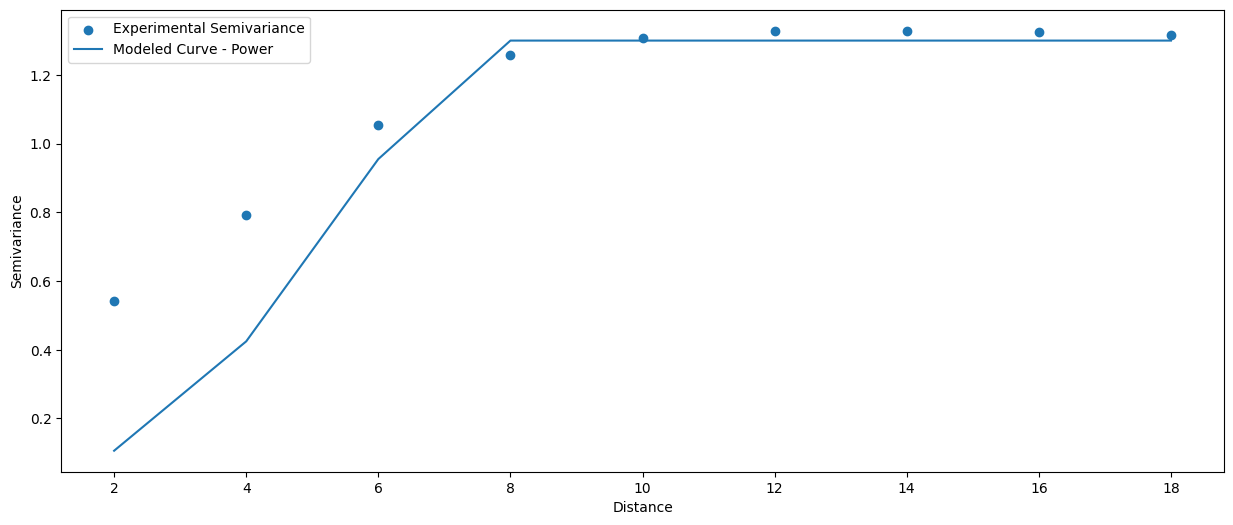 Experimental Semivariance
Modeled Curve - Power
1.2
1.0
0.8
0.6
0.4
0.2
Semivariance
2 4 6 8 10 12 14 16 18
Distance